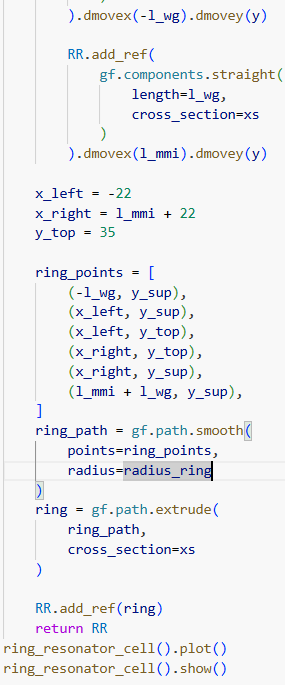 ).dmovex(-l_wg).dmovey(y)
RR.add_ref(
gf.components.straight(
length=l_wg,
cross_section=xs
)
).dmovex(l_mmi).dmovey(y)
x_left = -22
x_right = l_mmi + 22
y_top = 35
ring_points = [
(-l_wg, y_sup),
(x_left, y_sup),
(x_left, y_top),
(x_right, y_top),
(x_right, y_sup),
(l_mmi + l_wg, y_sup),
]
ring_path = gf.path.smooth(
points=ring_points,
radius=radius_ring
)
ring = gf.path.extrude(
ring_path,
cross_section=xs
)
RR.add_ref(ring)
return RR
ring_resonator_cell().plot()
ring_resonator_cell().show()